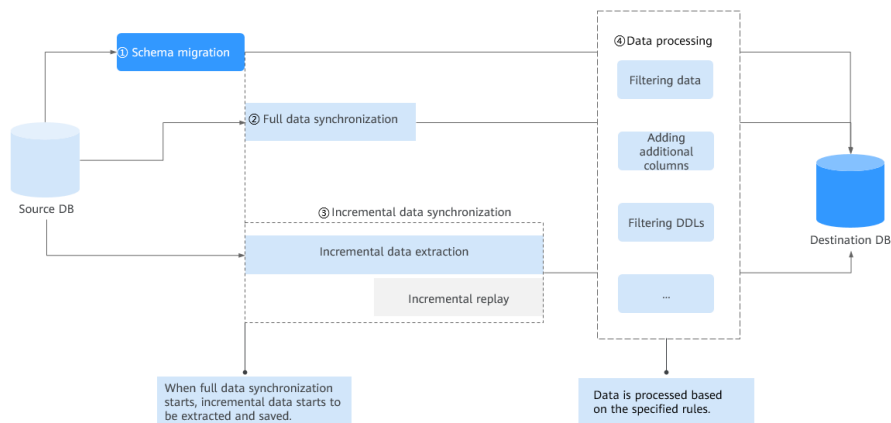 ① Schema migration
④Data processing
Filtering data
② Full data synchronization
Adding
additional
columns
Source DB
③ Incremental data synchronization
Filtering DDLs
Destination DB
Incremental data extraction
Incremental replay
...
When full data synchronization
starts, incremental data starts to
be extracted and saved.
Data is processed based
on the specified rules.